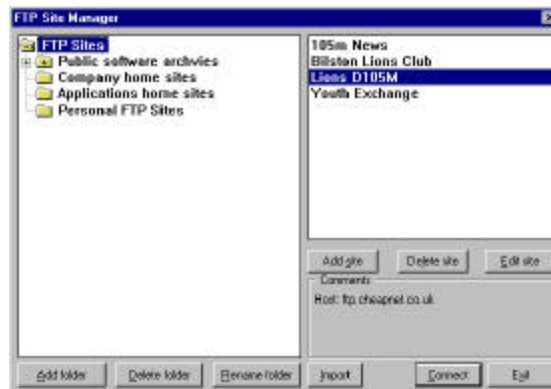 FTP Site Manager
FTP Sites
Public software archvies
Company home sites
Applications home sites
Personal FTP Sites
105m News
Bilston Lions Club
Lions D105M
Youth Exchange
Add site
Delete site
Edit site
Comments
Host: ftp.cheapnet.co.uk
Add folder
Delete folder
Rename folder
Import
Connect
Exit